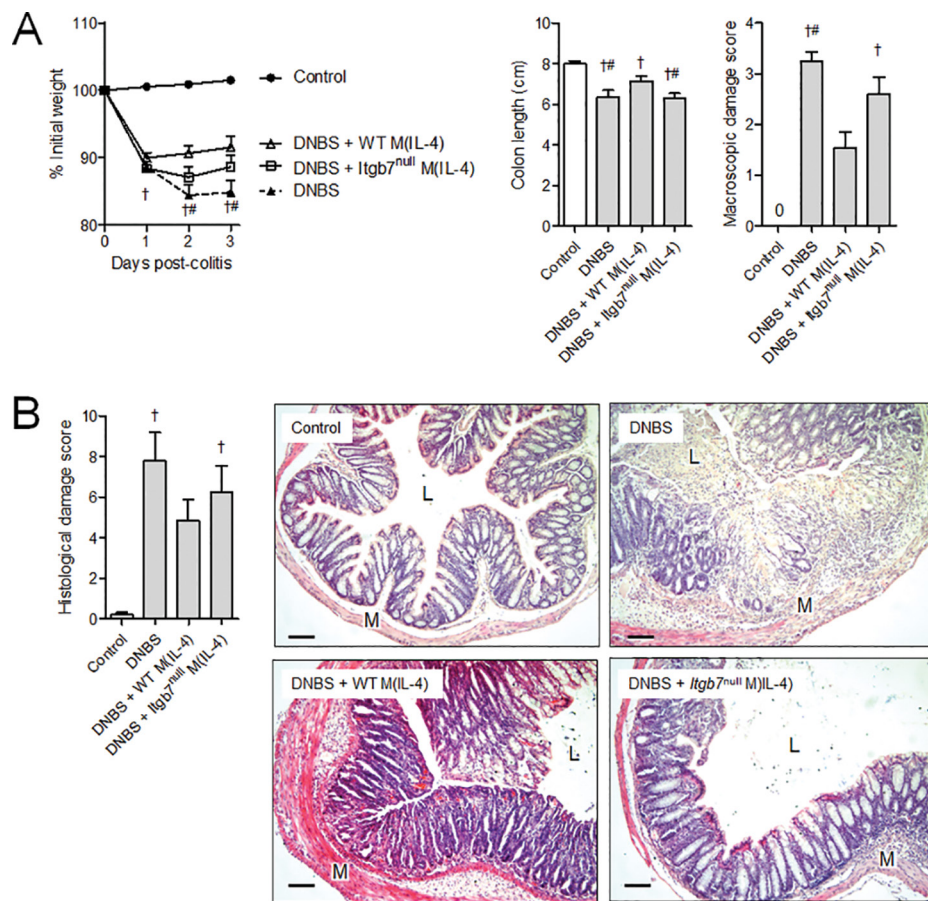 A
110
100
90
80
% Initial weight
0
1
2
3
Days post-colitis
†
†#
†#
Control
DNBS + WT M(IL-4)
DNBS + Itgb7null M(IL-4)
DNBS
10
8
6
4
2
0
Colon length (cm)
†#
†
†#
Control
DNBS
DNBS + WT M(IL-4)
DNBS + Itgb7null M(IL-4)
4
3
2
1
0
Macroscopic damage score
0
†#
†
Control
DNBS
DNBS + WT M(IL-4)
DNBS + Itgb7null M(IL-4)
B
10
8
6
4
2
0
Histological damage score
†
†
Control
DNBS
DNBS + WT M(IL-4)
DNBS + Itgb7null M(IL-4)
Control
L
M
DNBS
L
M
DNBS + WT M(IL-4)
L
M
DNBS + Itgb7null M)IL-4)
L
M